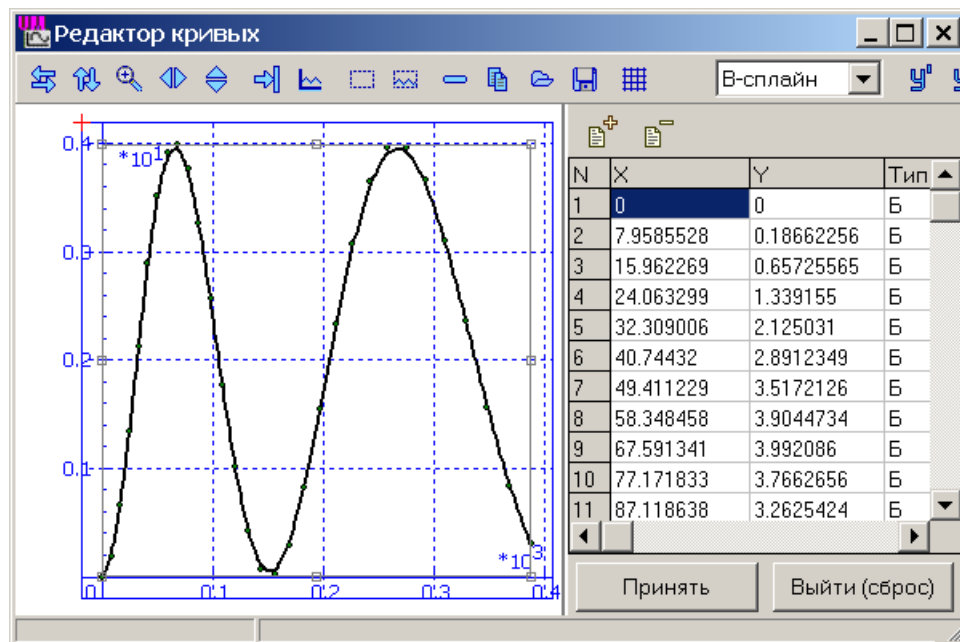 Редактор кривых
В-сплайн
y'
0.4
*10¹
0.3
0.2
0.1
*10³
0 0.1 0.2 0.3 0.4
N X Y Тип
1 0 0 Б
2 7.9585528 0.18662256 Б
3 15.962269 0.65725565 Б
4 24.063299 1.339155 Б
5 32.309006 2.125031 Б
6 40.74432 2.8912349 Б
7 49.411229 3.5172126 Б
8 58.348458 3.9044734 Б
9 67.591341 3.992086 Б
10 77.171833 3.7662656 Б
11 87.118638 3.2625424 Б
Принять Выйти (сброс)